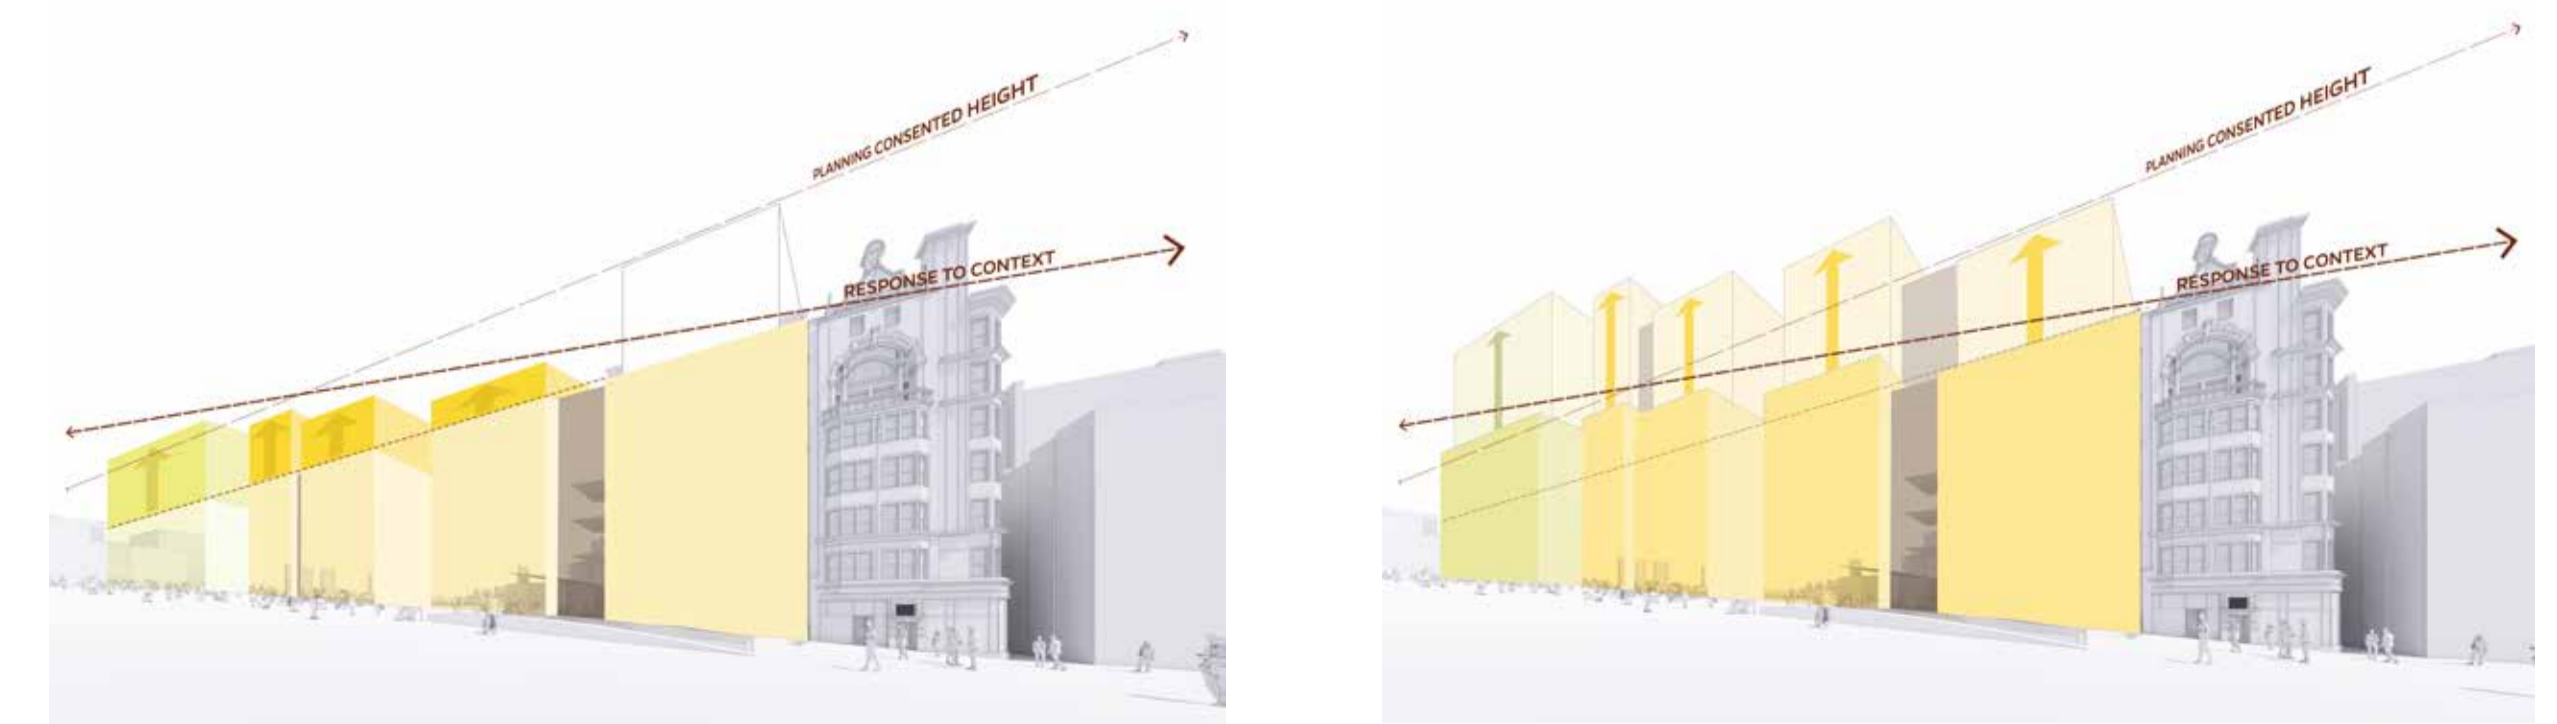 PLANNING CONSENTED HEIGHT
RESPONSE TO CONTEXT
PLANNING CONSENTED HEIGHT
RESPONSE TO CONTEXT